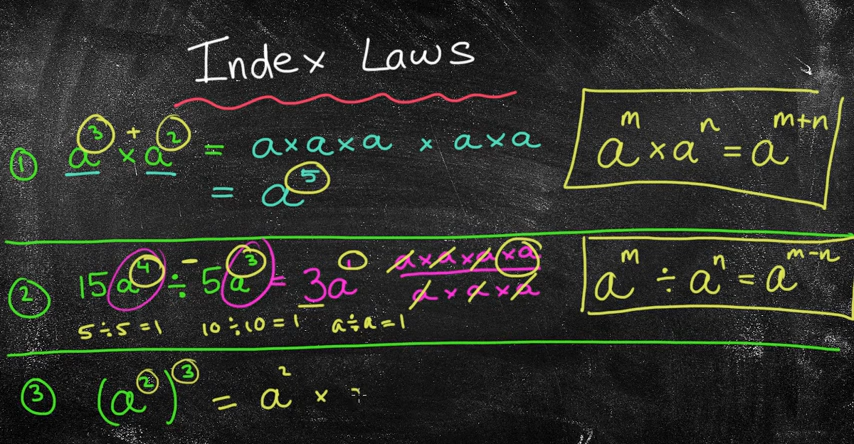 Index Laws
① a³ × a² = a×a×a × a×a
+
= a⁵
aᵐ × aⁿ = aᵐ⁺ⁿ
② 15a⁴ ÷ 5a³ = 3a¹
−
a×a×a×a
a×a×a
5÷5=1 10÷10=1 a÷a=1
aᵐ ÷ aⁿ = aᵐ⁻ⁿ
③ (a²)³ = a² ×